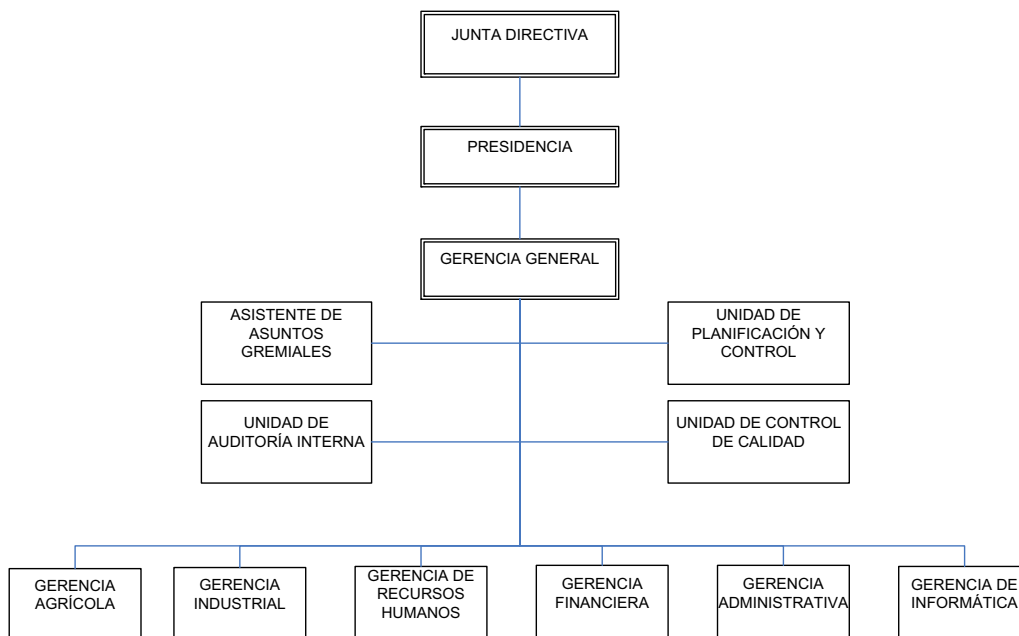 JUNTA DIRECTIVA
PRESIDENCIA
GERENCIA GENERAL
ASISTENTE DE
ASUNTOS
GREMIALES
UNIDAD DE
PLANIFICACIÓN Y
CONTROL
UNIDAD DE
AUDITORÍA INTERNA
UNIDAD DE CONTROL
DE CALIDAD
GERENCIA
AGRÍCOLA
GERENCIA
INDUSTRIAL
GERENCIA DE
RECURSOS
HUMANOS
GERENCIA
FINANCIERA
GERENCIA
ADMINISTRATIVA
GERENCIA DE
INFORMÁTICA